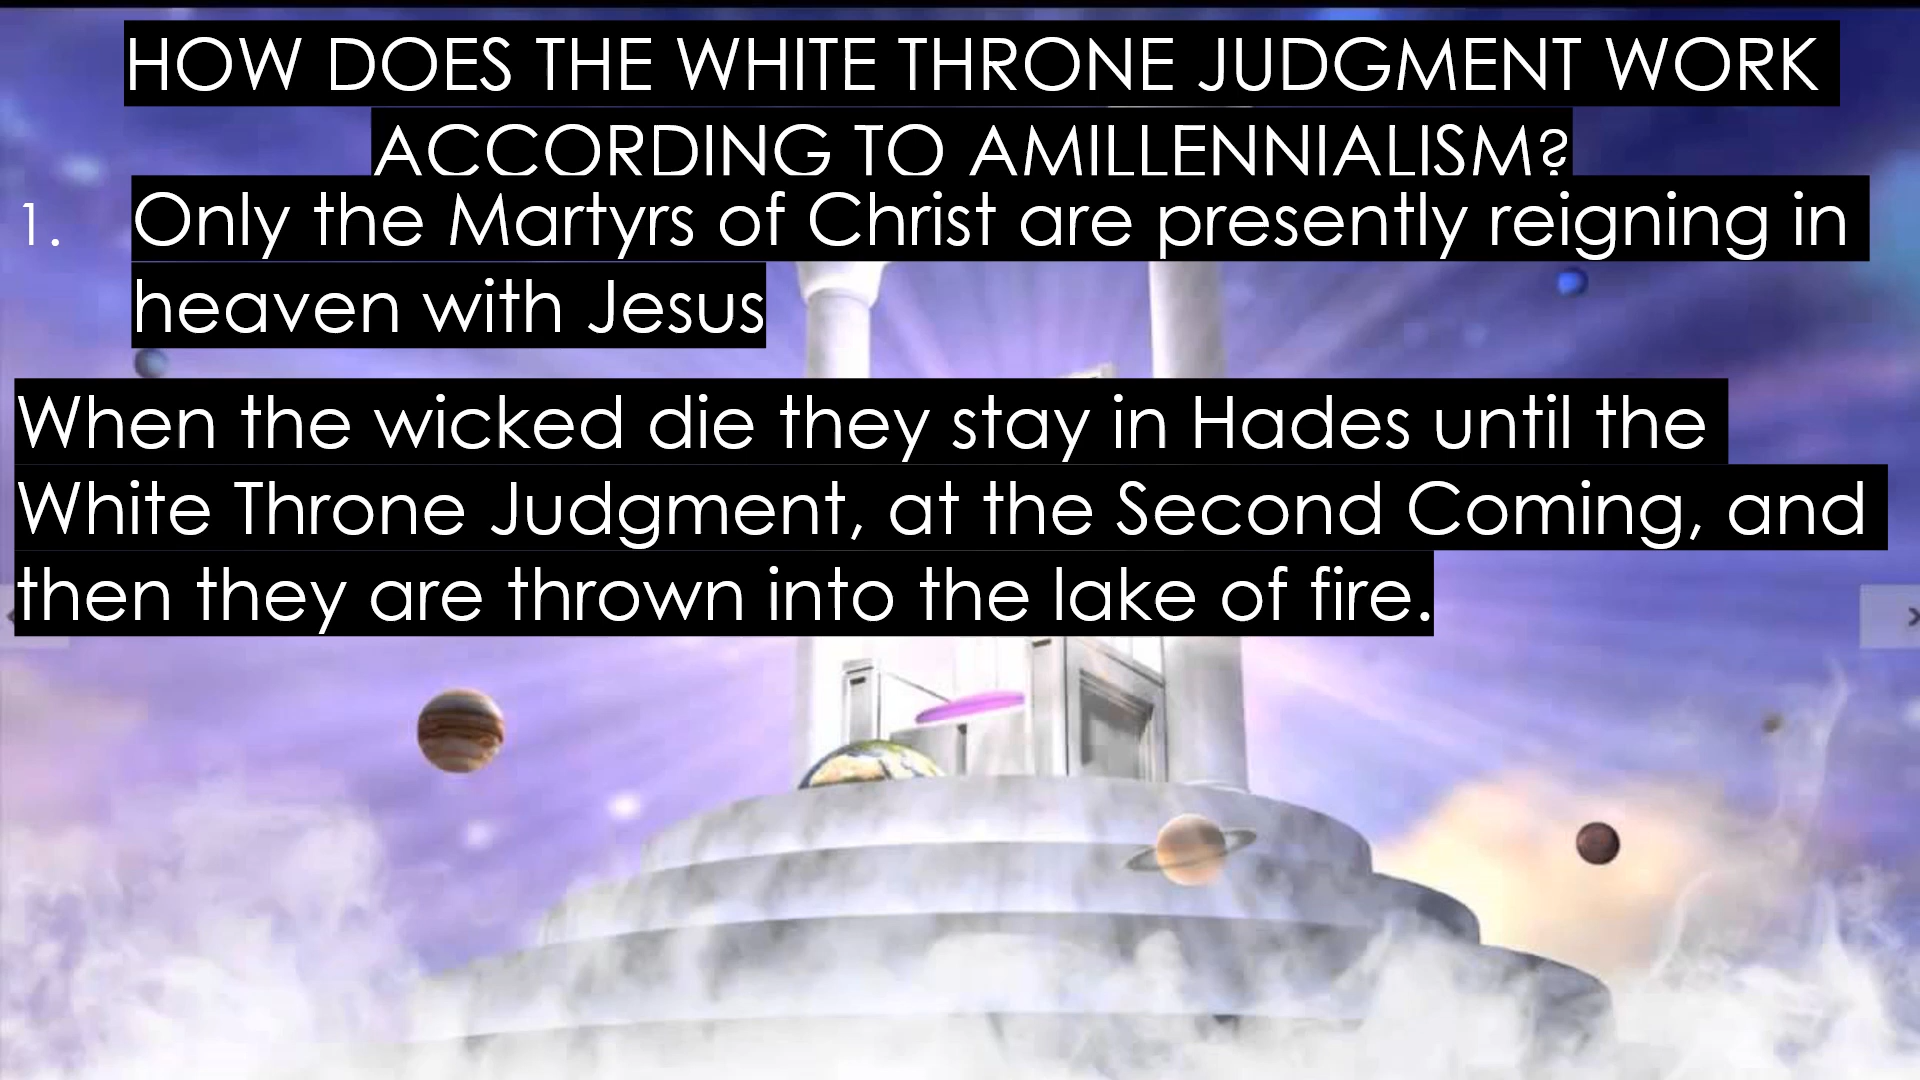 HOW DOES THE WHITE THRONE JUDGMENT WORK
ACCORDING TO AMILLENNIALISM?
1. Only the Martyrs of Christ are presently reigning in
heaven with Jesus
When the wicked die they stay in Hades until the
White Throne Judgment, at the Second Coming, and
then they are thrown into the lake of fire.